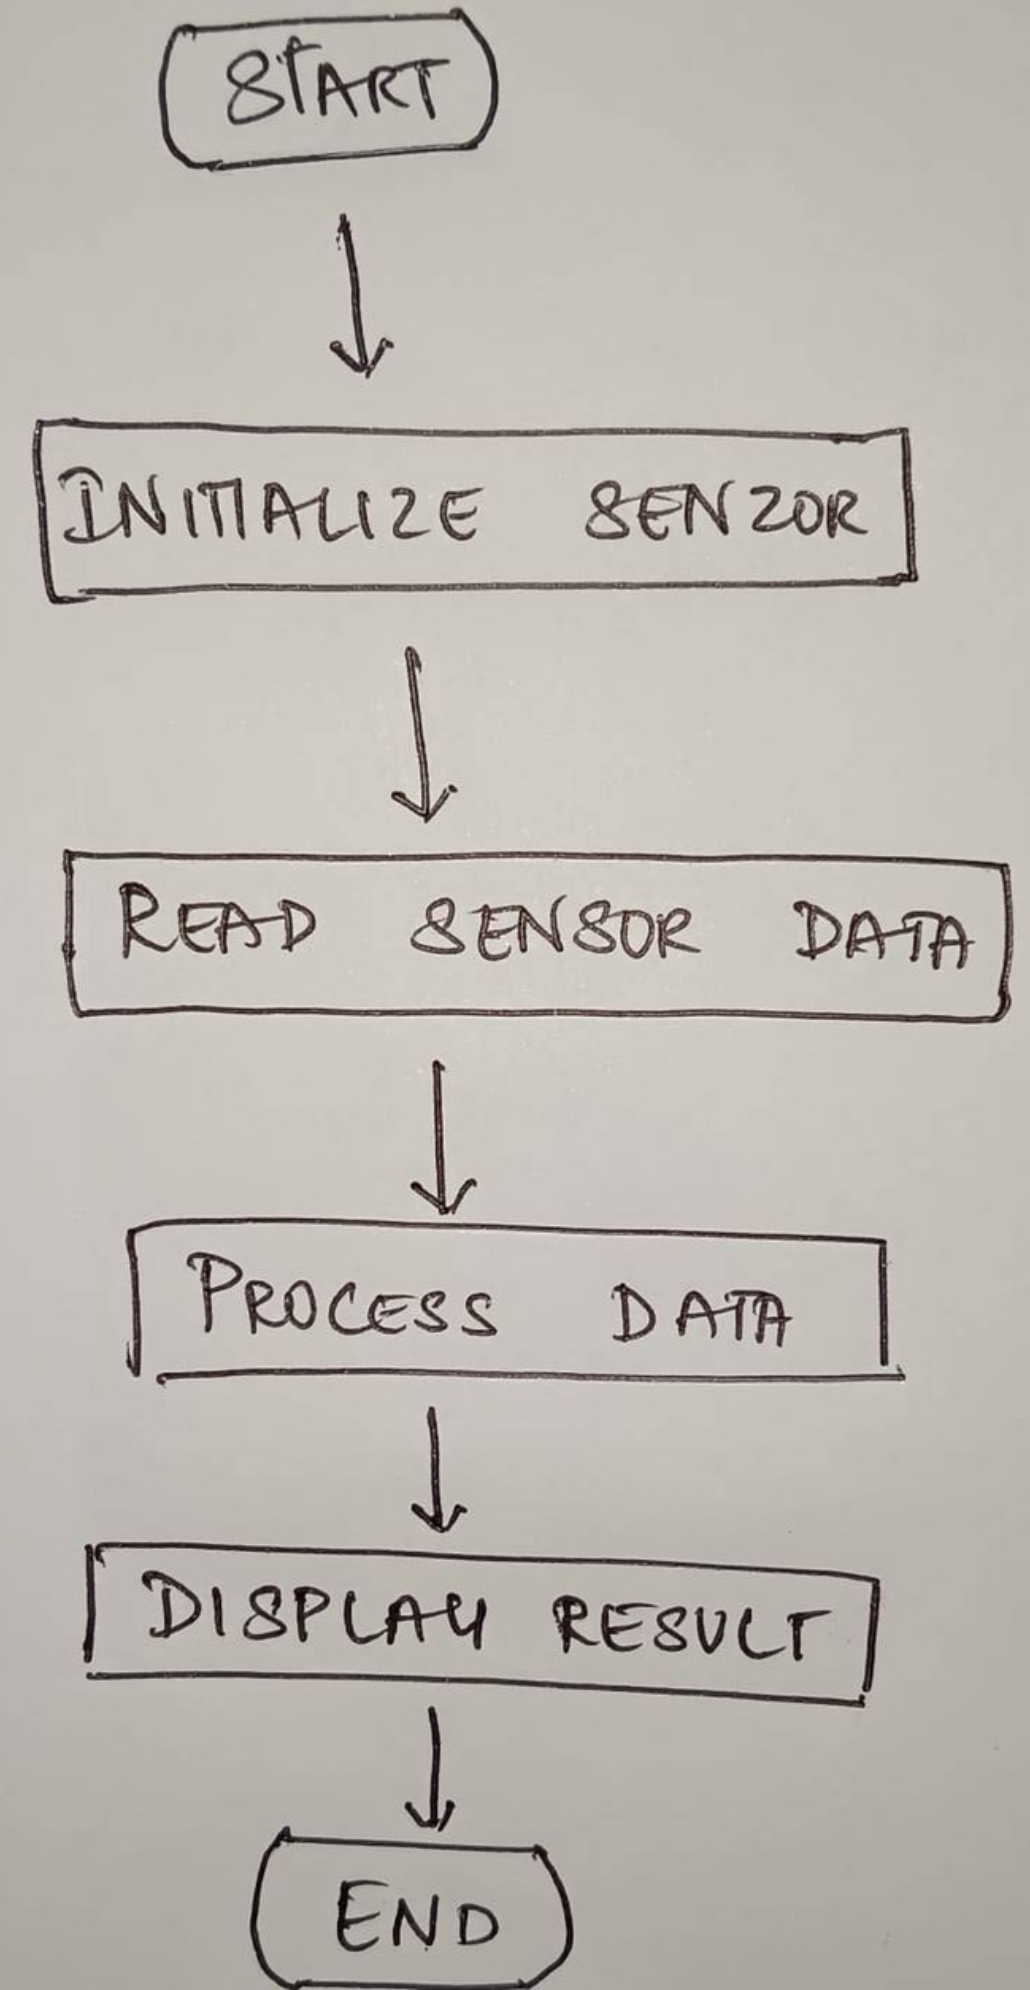 START
INITIALIZE SENZOR
READ SENSOR DATA
PROCESS DATA
DISPLAY RESULT
END